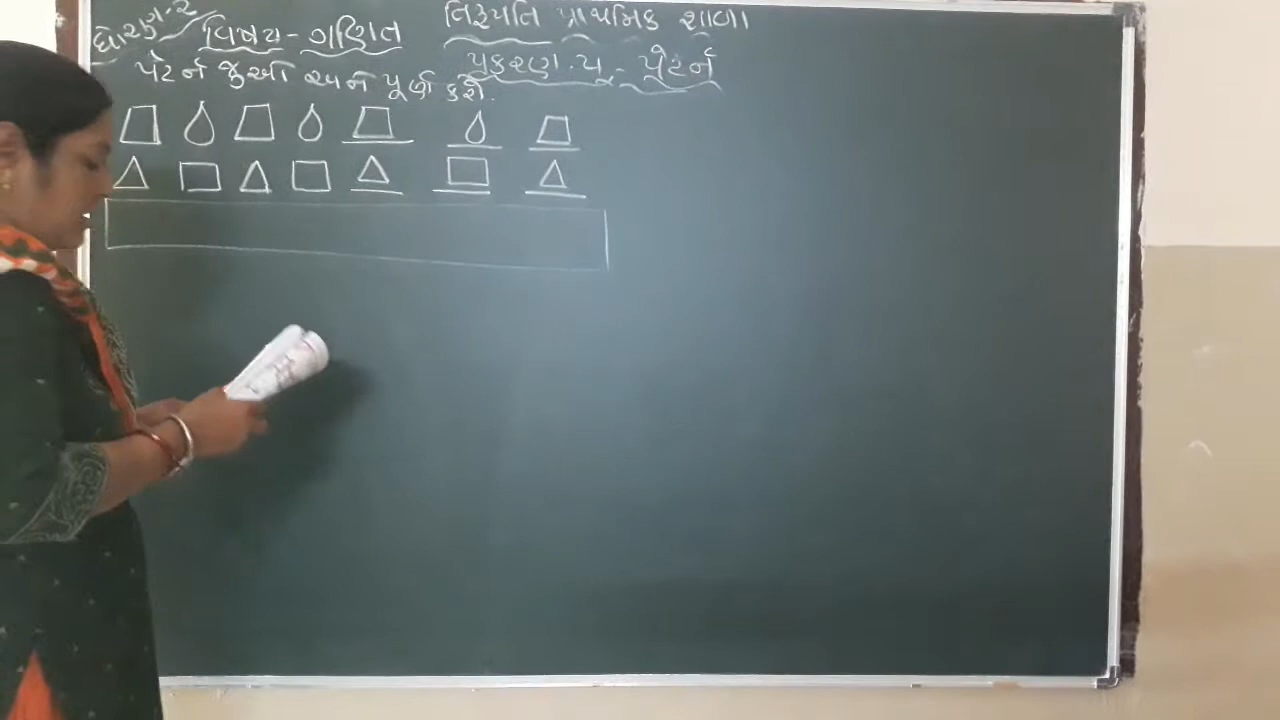 ધોરણ-૨ વિષય-ગણિત તિરૂપતિ પ્રાથમિક શાળા
પ્રકરણ.૫ - પેટર્ન
પેટર્ન જુઓ અને પૂર્ણ કરો.